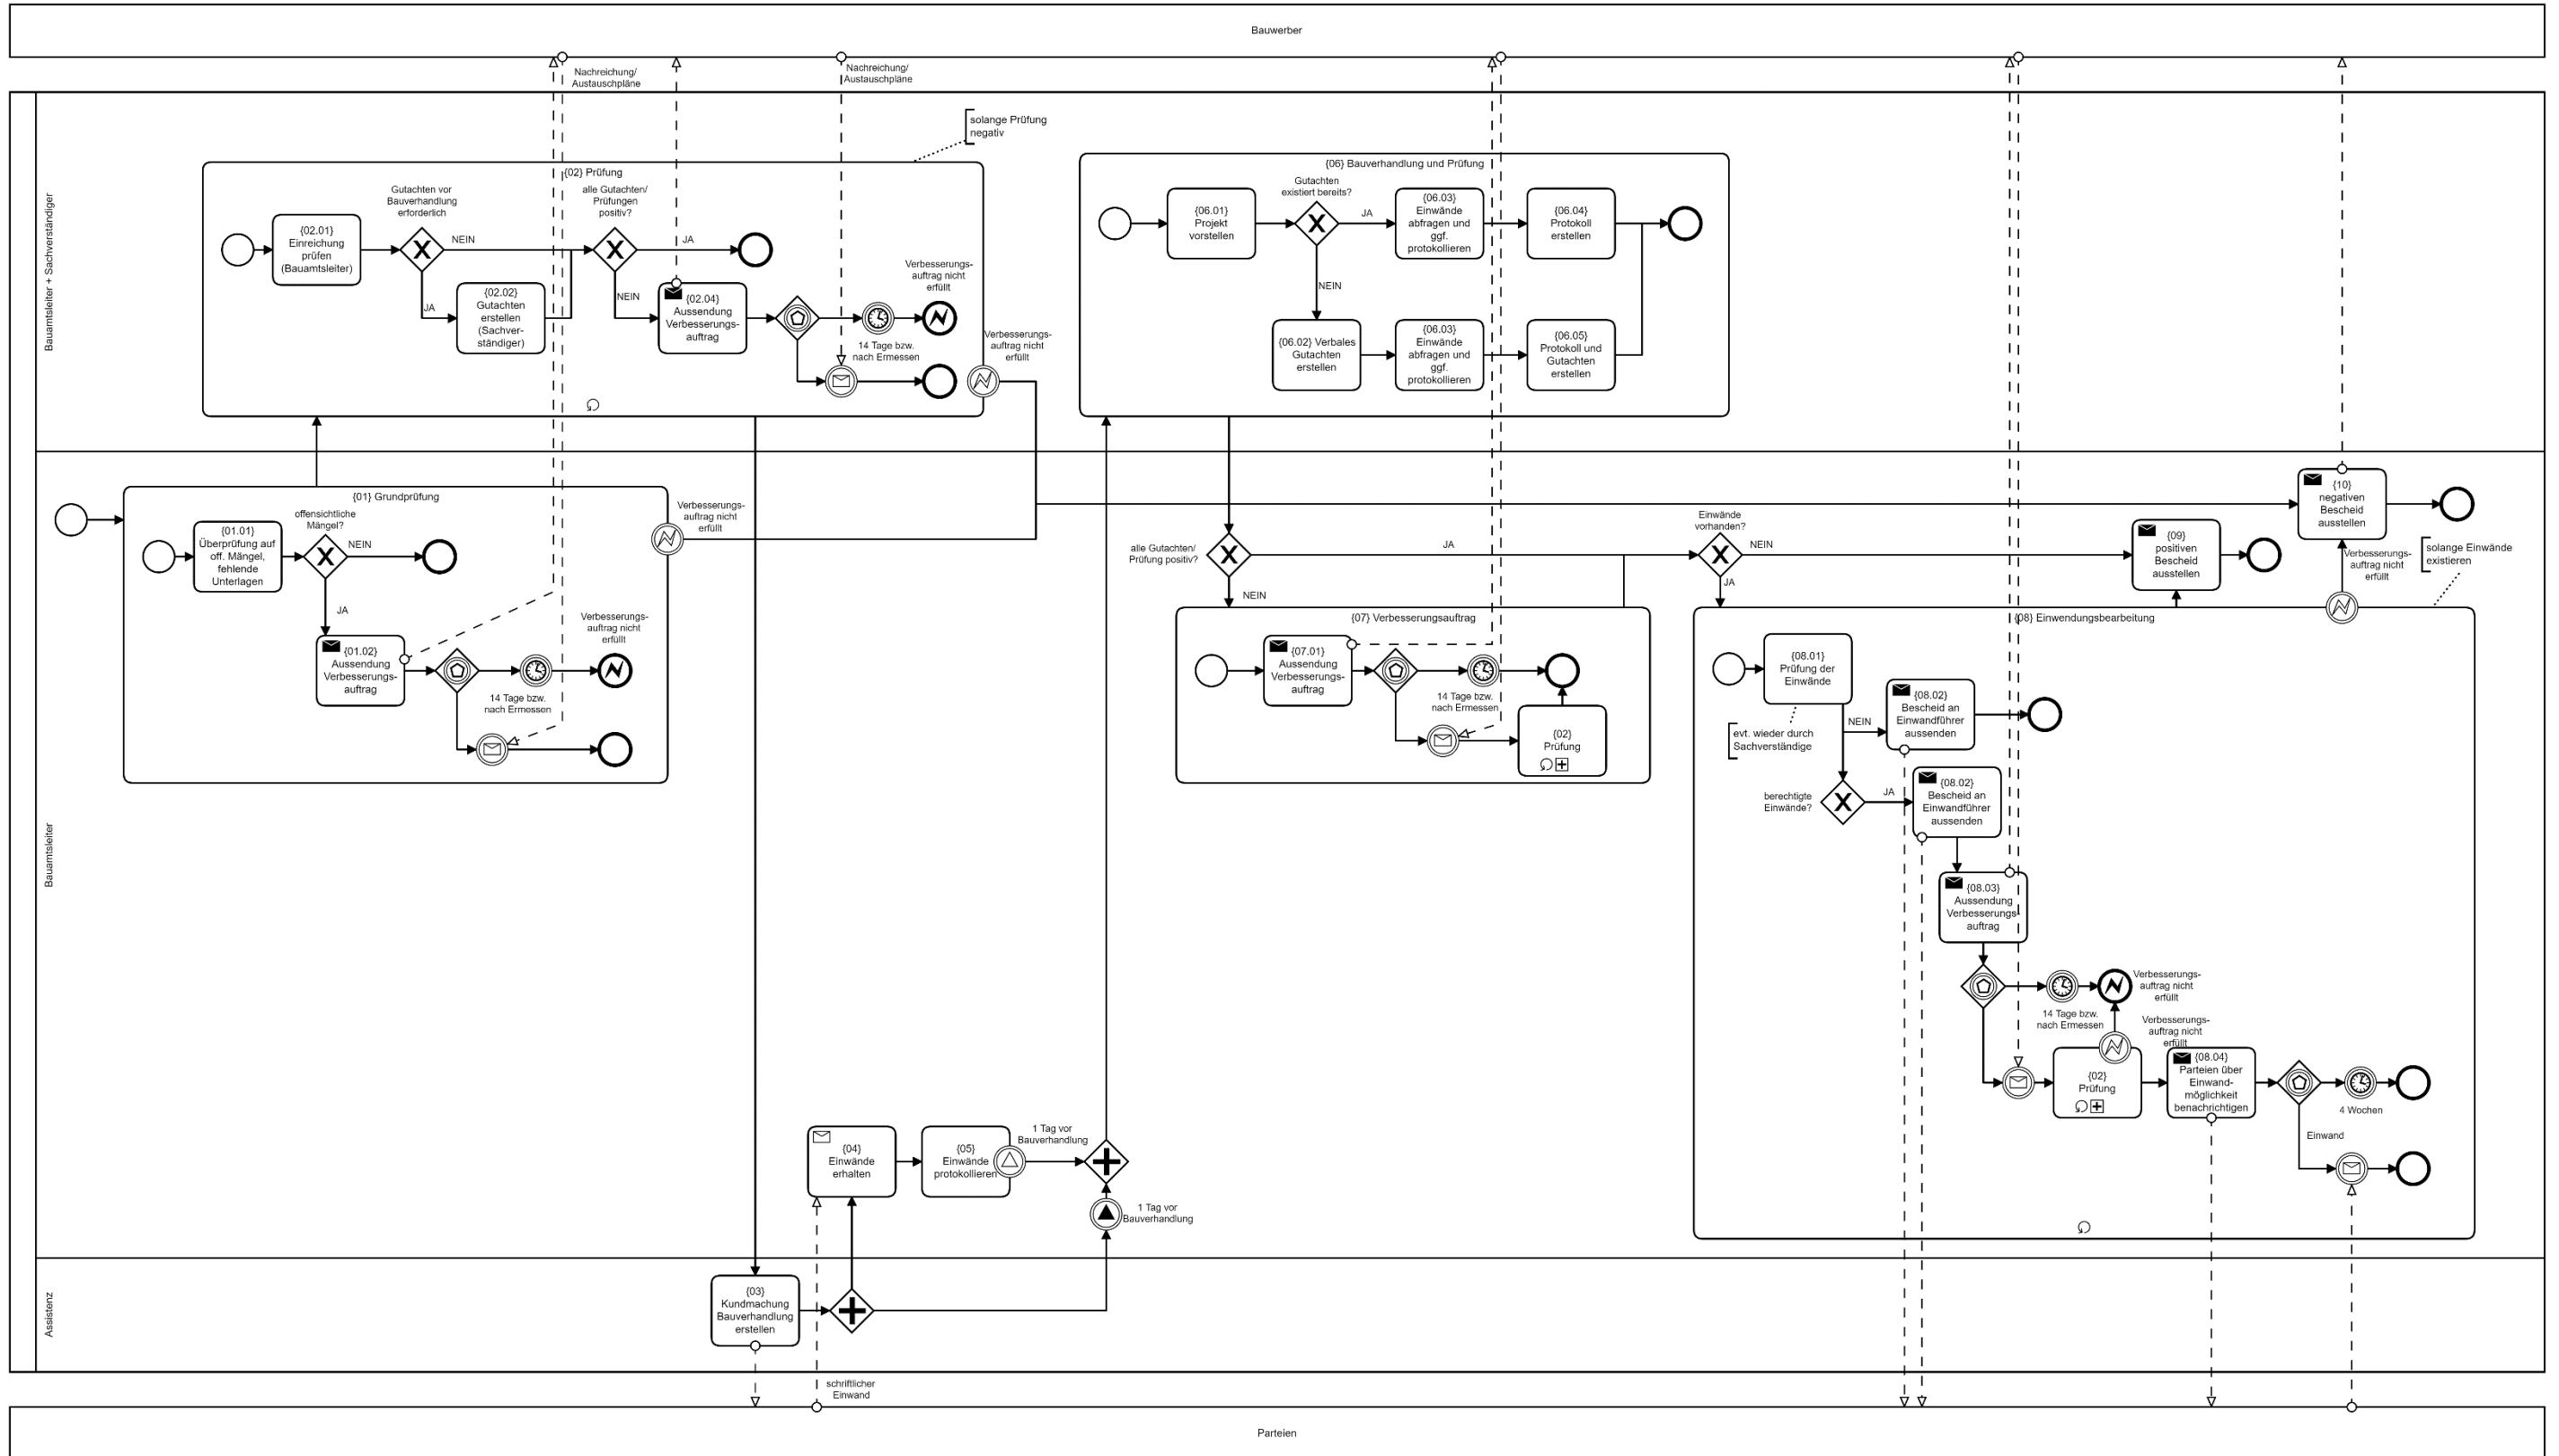 Bauwerber
Nachreichung/
Austauschpläne
Nachreichung/
Austauschpläne
Bauamtsleiter + Sachverständiger
solange Prüfung
negativ
{02} Prüfung
{02.01}
Einreichung
prüfen
(Bauamtsleiter)
Gutachten vor
Bauverhandlung
erforderlich
NEIN
JA
{02.02}
Gutachten
erstellen
(Sachver-
ständiger)
alle Gutachten/
Prüfungen
positiv?
JA
NEIN
{02.04}
Aussendung
Verbesserungs-
auftrag
14 Tage bzw.
nach Ermessen
Verbesserungs-
auftrag nicht
erfüllt
Verbesserungs-
auftrag nicht
erfüllt
{06} Bauverhandlung und Prüfung
{06.01}
Projekt
vorstellen
Gutachten
existiert bereits?
JA
NEIN
{06.03}
Einwände
abfragen und
ggf.
protokollieren
{06.04}
Protokoll
erstellen
{06.02} Verbales
Gutachten
erstellen
{06.03}
Einwände
abfragen und
ggf.
protokollieren
{06.05}
Protokoll und
Gutachten
erstellen
Bauamtsleiter
{01} Grundprüfung
{01.01}
Überprüfung auf
off. Mängel,
fehlende
Unterlagen
offensichtliche
Mängel?
NEIN
JA
{01.02}
Aussendung
Verbesserungs-
auftrag
14 Tage bzw.
nach Ermessen
Verbesserungs-
auftrag nicht
erfüllt
Verbesserungs-
auftrag nicht
erfüllt
alle Gutachten/
Prüfung positiv?
JA
NEIN
{07} Verbesserungsauftrag
{07.01}
Aussendung
Verbesserungs-
auftrag
14 Tage bzw.
nach Ermessen
{02}
Prüfung
Einwände
vorhanden?
NEIN
JA
{09}
positiven
Bescheid
ausstellen
{10}
negativen
Bescheid
ausstellen
Verbesserungs-
auftrag nicht
erfüllt
solange Einwände
existieren
{08} Einwendungsbearbeitung
{08.01}
Prüfung der
Einwände
evt. wieder durch
Sachverständige
NEIN
{08.02}
Bescheid an
Einwandführer
aussenden
berechtigte
Einwände?
JA
{08.02}
Bescheid an
Einwandführer
aussenden
{08.03}
Aussendung
Verbesserungs-
auftrag
14 Tage bzw.
nach Ermessen
Verbesserungs-
auftrag nicht
erfüllt
Verbesserungs-
auftrag nicht
erfüllt
{02}
Prüfung
{08.04}
Parteien über
Einwand-
möglichkeit
benachrichtigen
4 Wochen
Einwand
{04}
Einwände
erhalten
{05}
Einwände
protokollieren
1 Tag vor
Bauverhandlung
1 Tag vor
Bauverhandlung
Assistenz
{03}
Kundmachung
Bauverhandlung
erstellen
schriftlicher
Einwand
Parteien